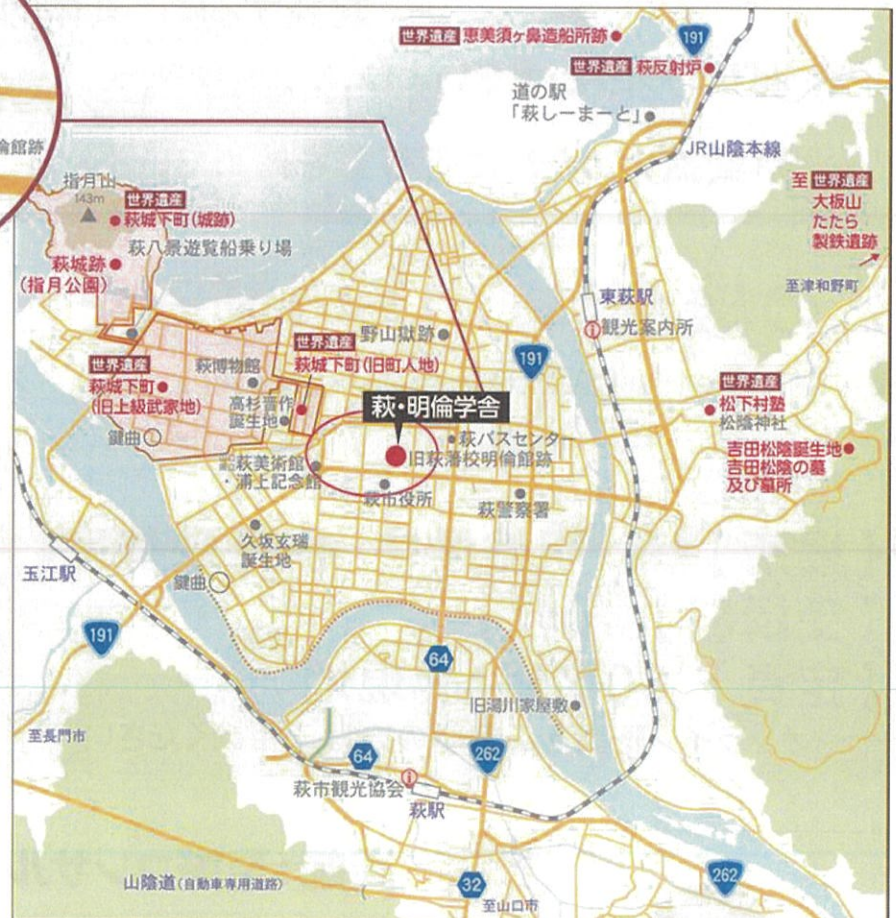 世界遺産 恵美須ヶ鼻造船所跡
191
世界遺産 萩反射炉
道の駅
「萩しーまーと」
倫館跡
JR山陰本線
指月山
143m
世界遺産
萩城下町(城跡)
萩八景遊覧船乗り場
萩城跡
(指月公園)
至 世界遺産
大板山
たたら
製鉄遺跡
至津和野町
東萩駅
観光案内所
野山獄跡
191
世界遺産
萩城下町(旧町人地)
世界遺産
萩城下町
(旧上級武家地)
萩博物館
高杉晋作
誕生地
鍵曲
萩・明倫学舎
萩バスセンター
旧萩藩校明倫館跡
世界遺産
松下村塾
松陰神社
吉田松陰誕生地
吉田松陰の墓
及び墓所
萩美術館
・浦上記念館
萩市役所
萩警察署
久坂玄瑞
誕生地
鍵曲
玉江駅
191
64
旧湯川家屋敷
至長門市
64
262
萩市観光協会
萩駅
山陰道(自動車専用道路)
32
至山口市
262